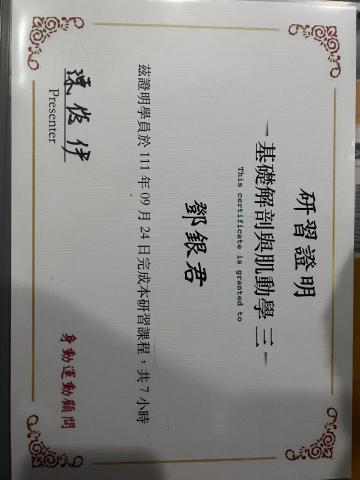 研習證明
基礎解剖與肌動學 三
This certificate is granted to
鄧銀君
茲證明學員於 111 年 09 月 24 日完成本研習課程，共 7 小時
Presenter
身動運動顧問